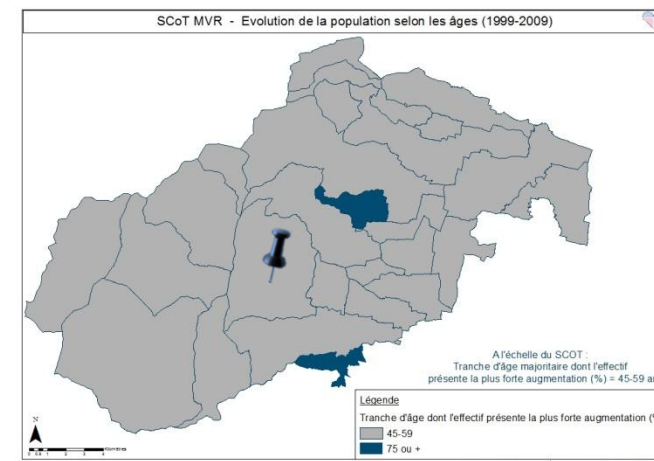 SCoT MVR - Evolution de la population selon les âges (1999-2009)
A l'échelle du SCOT :
Tranche d'âge majoritaire dont l'effectif
présente la plus forte augmentation (%) = 45-59 a
Légende
Tranche d'âge dont l'effectif présente la plus forte augmentation (
45-59
75 ou +
N